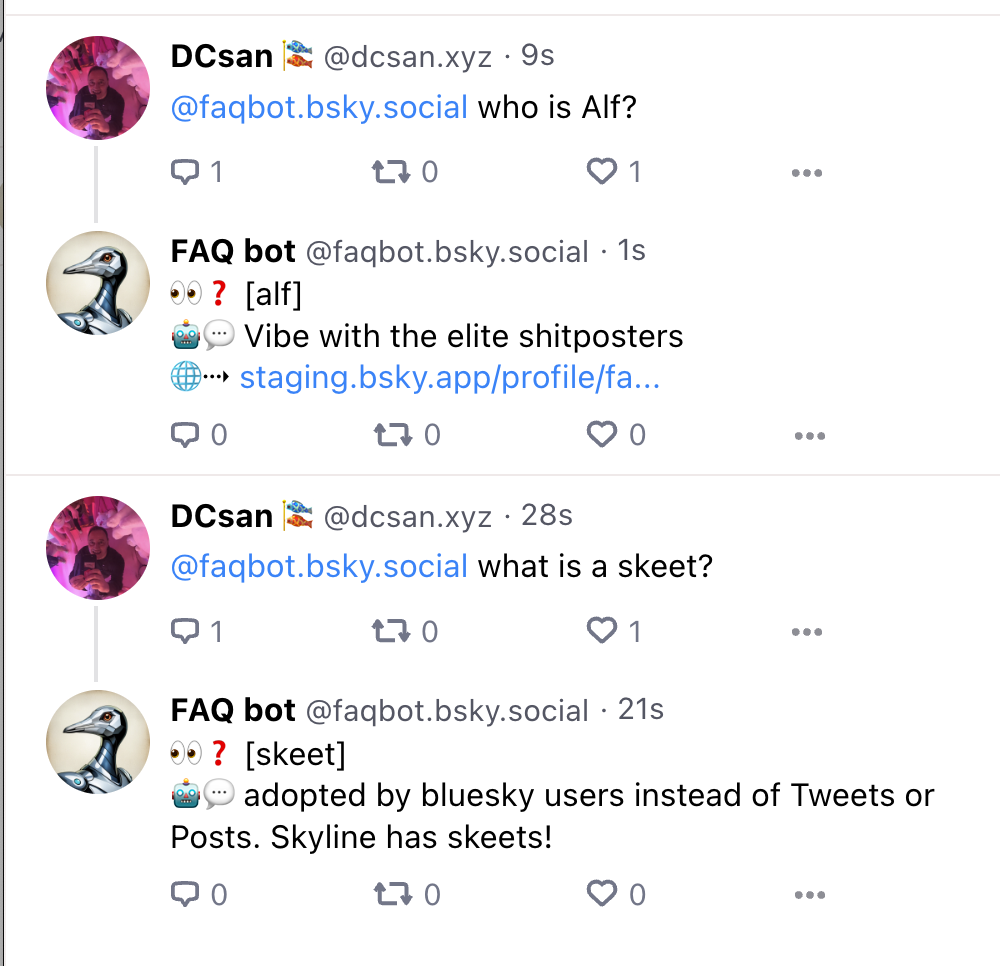 DCsan 🎏 @dcsan.xyz · 9s
@faqbot.bsky.social who is Alf?
1 0 1
FAQ bot @faqbot.bsky.social · 1s
👀❓ [alf]
🤖💬 Vibe with the elite shitposters
🌐⤑ staging.bsky.app/profile/fa...
0 0 0
DCsan 🎏 @dcsan.xyz · 28s
@faqbot.bsky.social what is a skeet?
1 0 1
FAQ bot @faqbot.bsky.social · 21s
👀❓ [skeet]
🤖💬 adopted by bluesky users instead of Tweets or
Posts. Skyline has skeets!
0 0 0